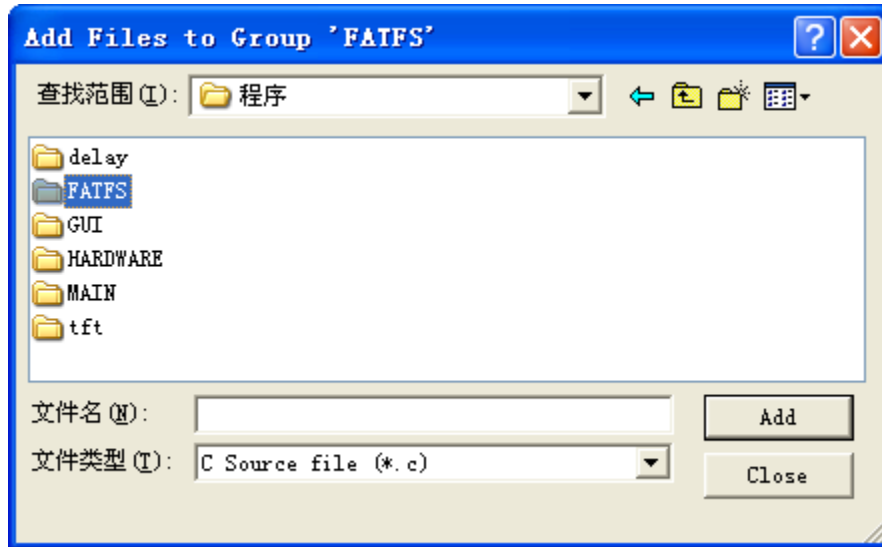 Add Files to Group 'FATFS'
查找范围(I): 程序
delay
FATFS
GUI
HARDWARE
MAIN
tft
文件名(N):
Add
文件类型(T): C Source file (*.c)
Close